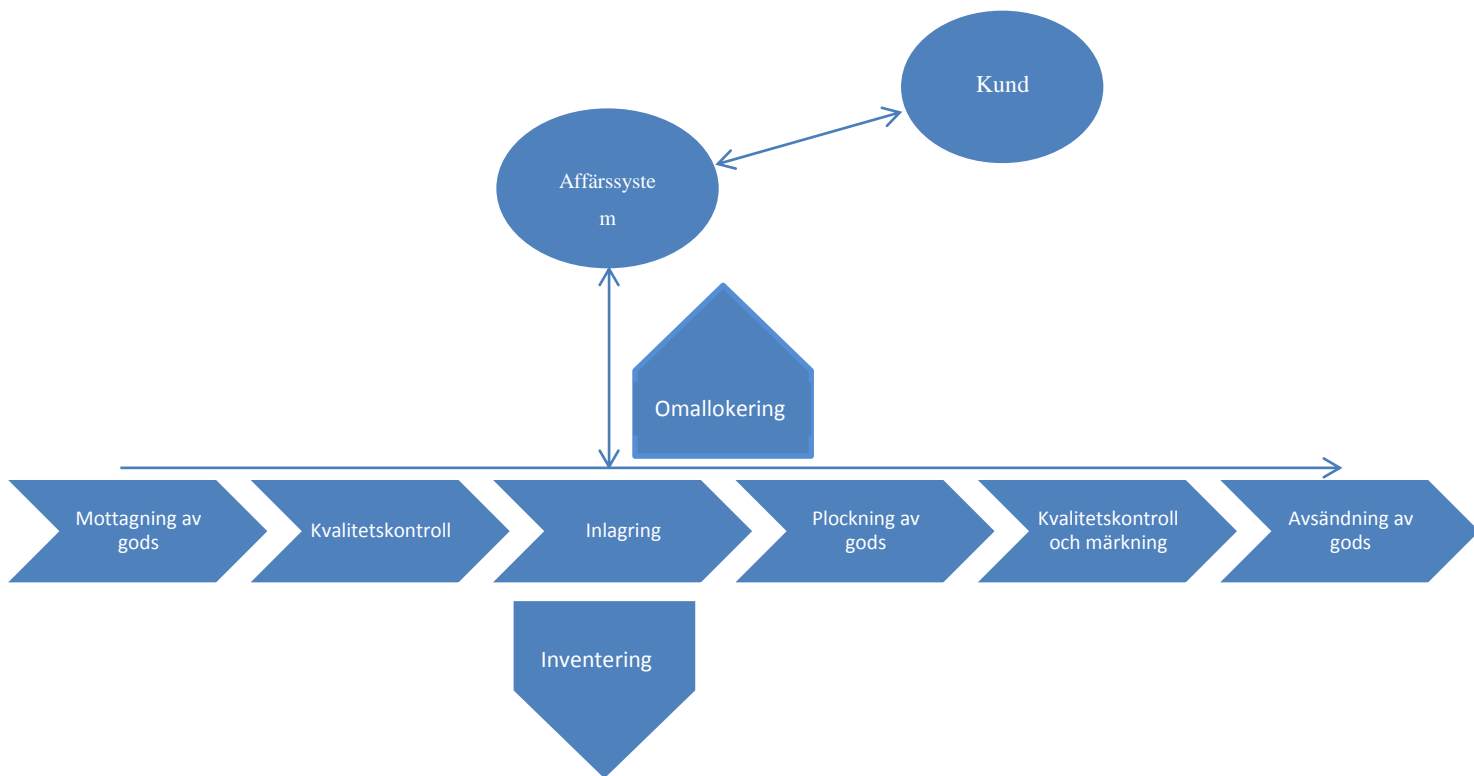 Kund
Affärssyste
m
Omallokering
Mottagning av
gods
Kvalitetskontroll
Inlagring
Plockning av
gods
Kvalitetskontroll
och märkning
Avsändning av
gods
Inventering